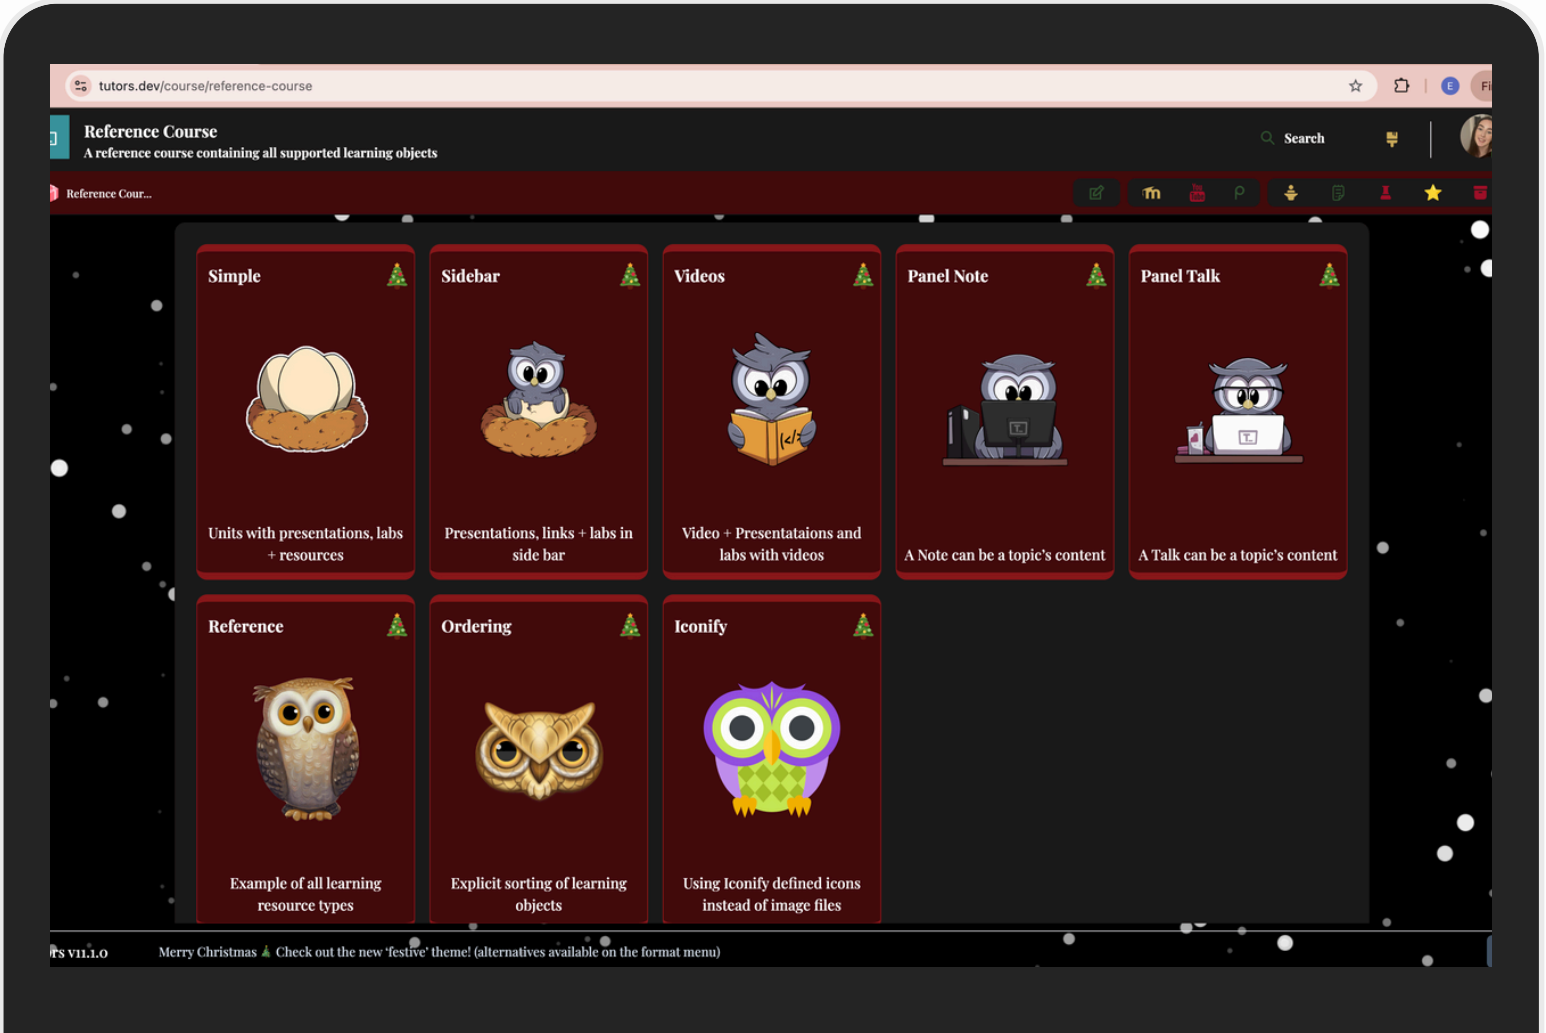 tutors.dev/course/reference-course
E
Fi
Reference Course
A reference course containing all supported learning objects
Search
Reference Cour...
Simple
Sidebar
Videos
Panel Note
Panel Talk
Units with presentations, labs
+ resources
Presentations, links + labs in
side bar
Video + Presentataions and
labs with videos
A Note can be a topic's content
A Talk can be a topic's content
Reference
Ordering
Iconify
Example of all learning
resource types
Explicit sorting of learning
objects
Using Iconify defined icons
instead of image files
rs v11.1.0
Merry Christmas 🎄 Check out the new 'festive' theme! (alternatives available on the format menu)